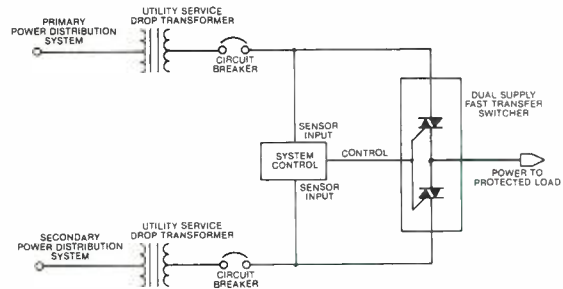 UTILITY SERVICE
DROP TRANSFORMER
PRIMARY
POWER DISTRIBUTION
SYSTEM
CIRCUIT
BREAKER
DUAL SUPPLY
FAST TRANSFER
SWITCHER
SENSOR
INPUT
SYSTEM
CONTROL
CONTROL
SENSOR
INPUT
POWER TO
PROTECTED LOAD
UTILITY SERVICE
DROP TRANSFORMER
SECONDARY
POWER DISTRIBUTION
SYSTEM
CIRCUIT
BREAKER